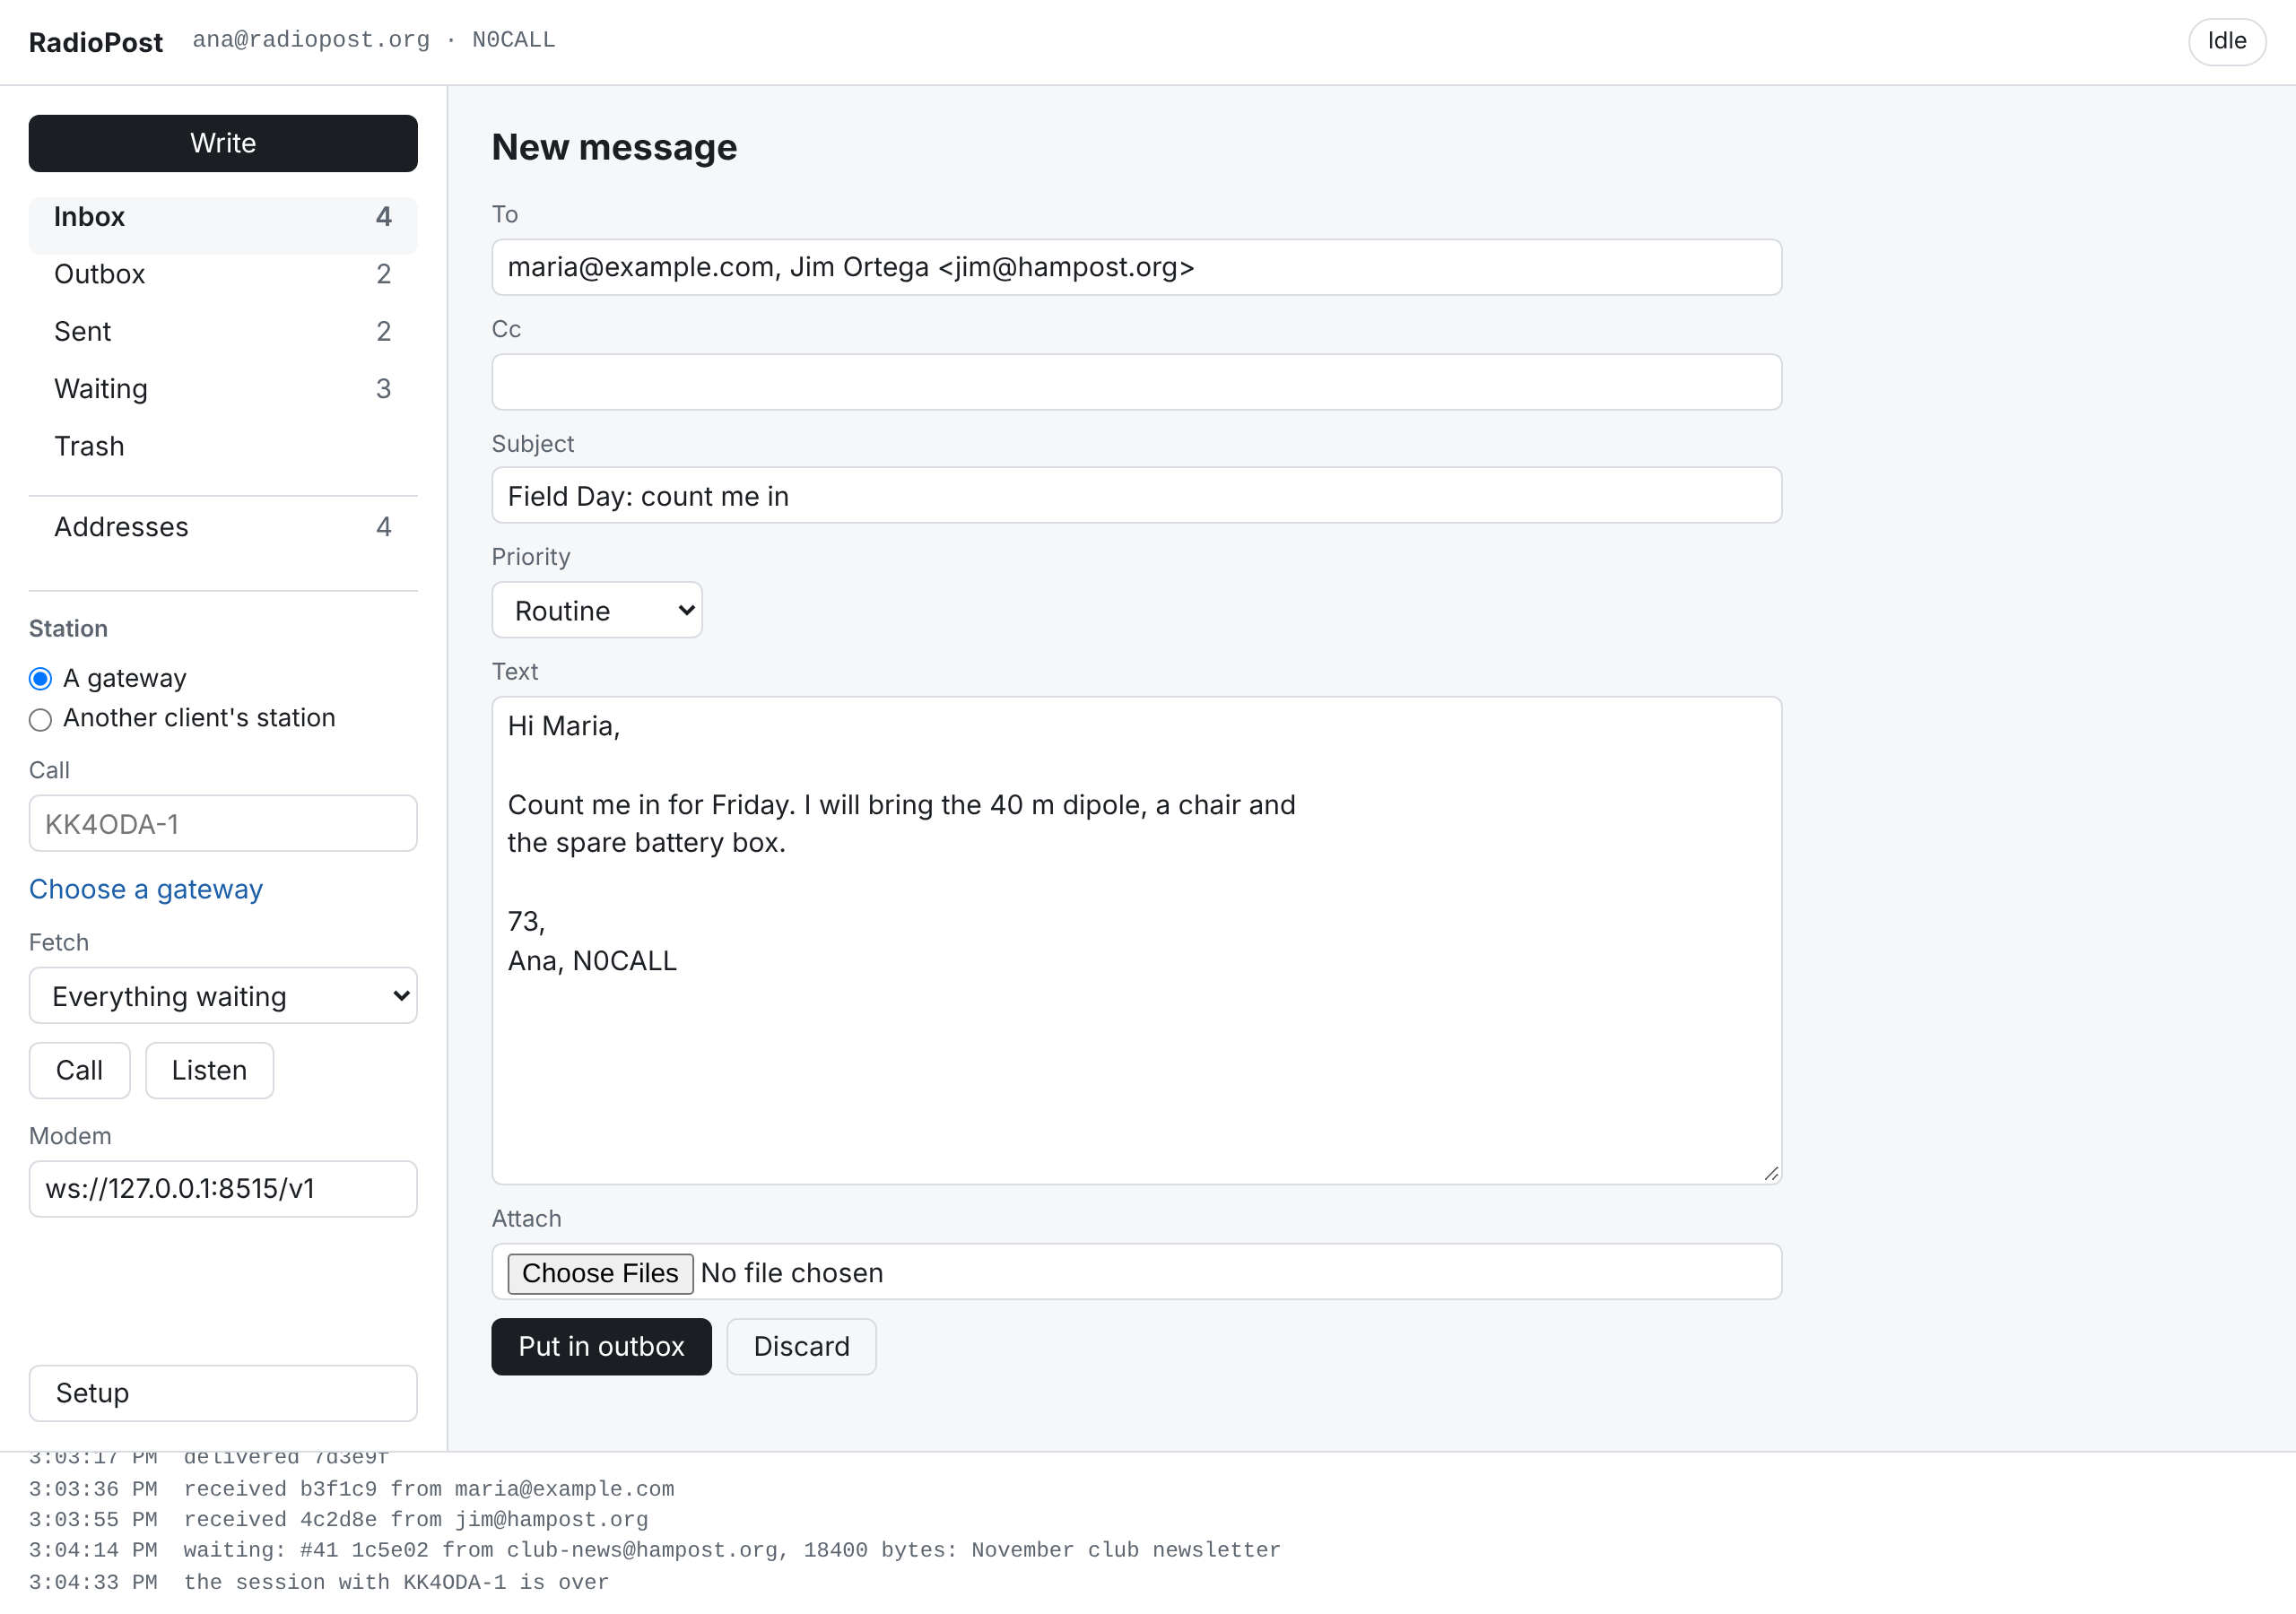 RadioPost ana@radiopost.org · N0CALL
Idle
Write
Inbox 4
Outbox 2
Sent 2
Waiting 3
Trash
Addresses 4
Station
A gateway
Another client's station
Call
KK4ODA-1
Choose a gateway
Fetch
Everything waiting
Call Listen
Modem
ws://127.0.0.1:8515/v1
Setup
New message
To
maria@example.com, Jim Ortega <jim@hampost.org>
Cc
Subject
Field Day: count me in
Priority
Routine
Text
Hi Maria,
Count me in for Friday. I will bring the 40 m dipole, a chair and
the spare battery box.
73,
Ana, N0CALL
Attach
Choose Files No file chosen
Put in outbox Discard
3:03:17 PM delivered 7d3e9f
3:03:36 PM received b3f1c9 from maria@example.com
3:03:55 PM received 4c2d8e from jim@hampost.org
3:04:14 PM waiting: #41 1c5e02 from club-news@hampost.org, 18400 bytes: November club newsletter
3:04:33 PM the session with KK4ODA-1 is over